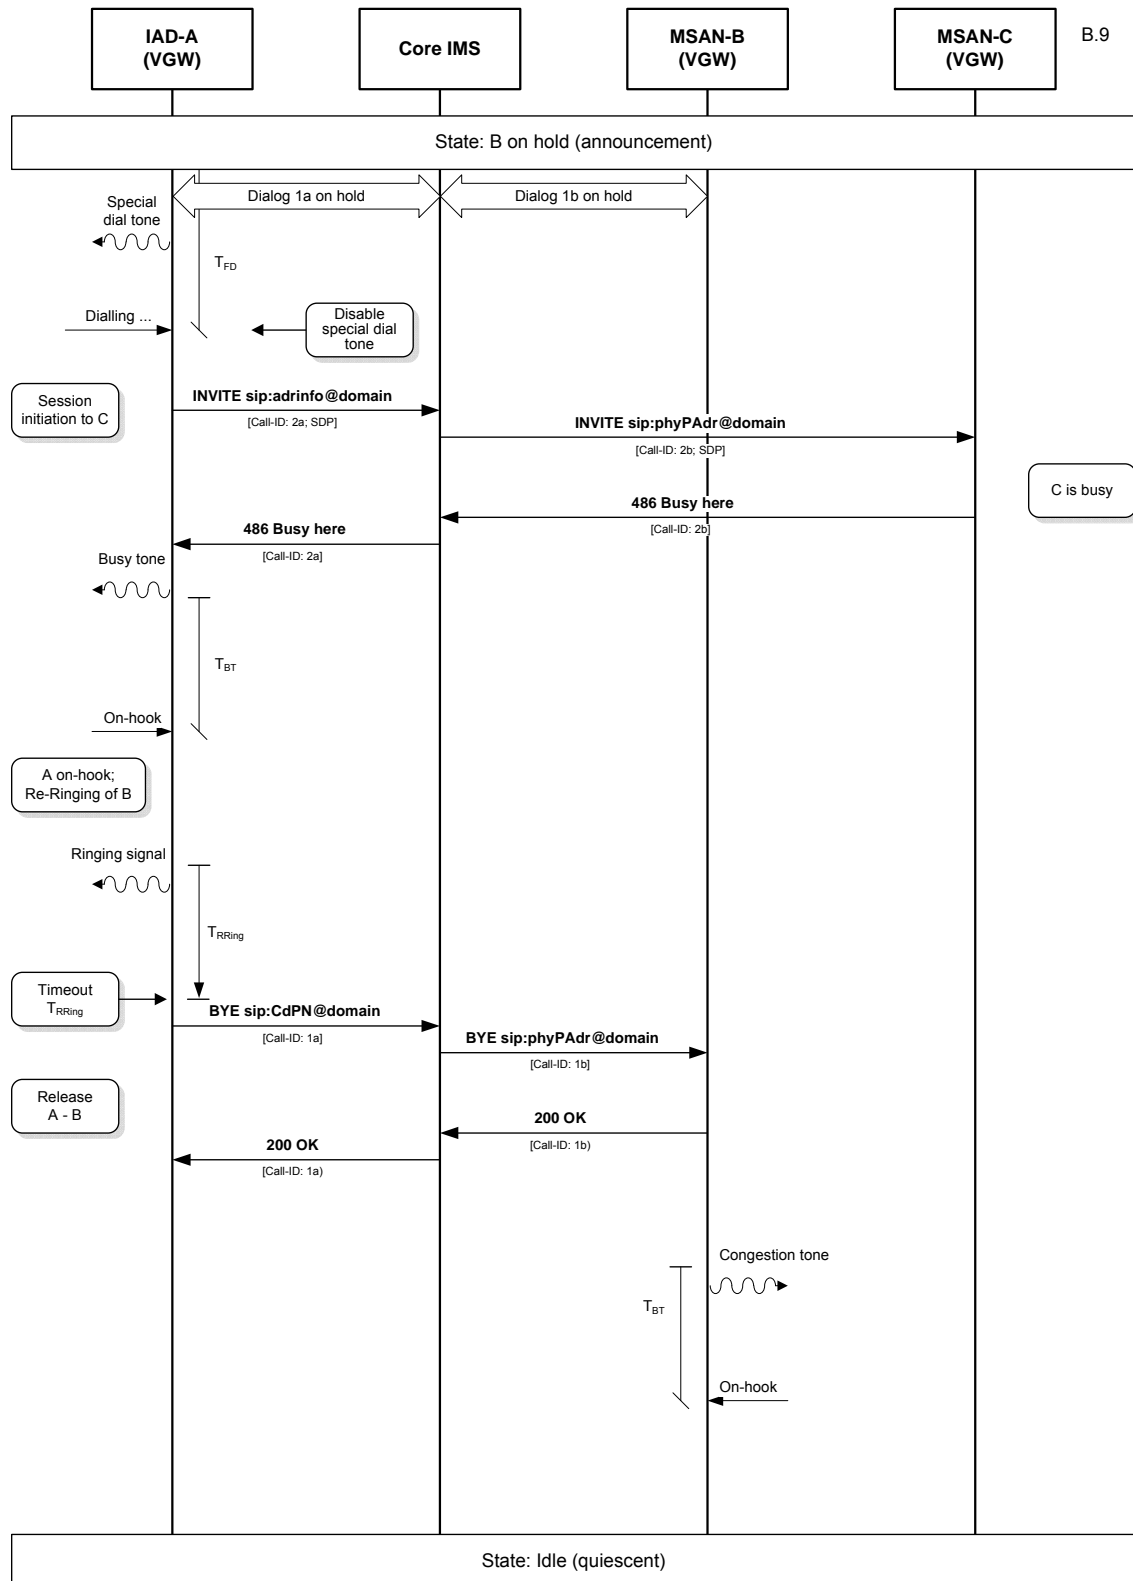 IAD-A
(VGW)
Core IMS
MSAN-B
(VGW)
MSAN-C
(VGW)
B.9
State: B on hold (announcement)
Dialog 1a on hold
Dialog 1b on hold
Special
dial tone
TFD
Dialling ...
Disable
special dial
tone
Session
initiation to C
INVITE sip:adrinfo@domain
[Call-ID: 2a; SDP]
INVITE sip:phyPAdr@domain
[Call-ID: 2b; SDP]
C is busy
486 Busy here
[Call-ID: 2b]
486 Busy here
[Call-ID: 2a]
Busy tone
TBT
On-hook
A on-hook;
Re-Ringing of B
Ringing signal
TRRing
Timeout
TRRing
BYE sip:CdPN@domain
[Call-ID: 1a]
BYE sip:phyPAdr@domain
[Call-ID: 1b]
Release
A - B
200 OK
[Call-ID: 1b)
200 OK
[Call-ID: 1a)
Congestion tone
TBT
On-hook
State: Idle (quiescent)